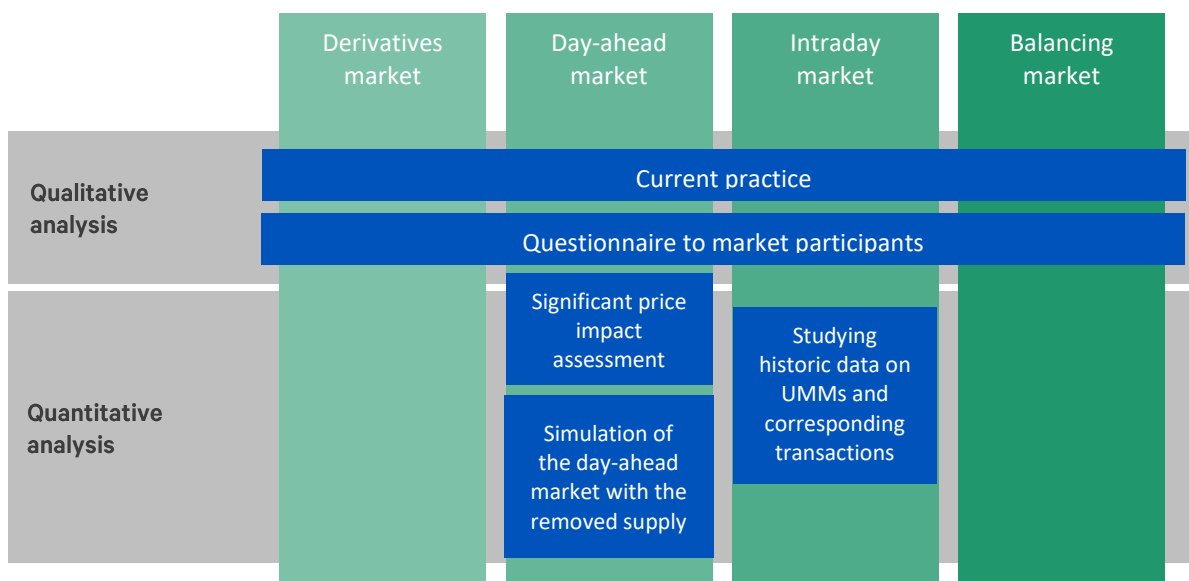 Derivatives
market
Day-ahead
market
Intraday
market
Balancing
market
Qualitative
analysis
Current practice
Questionnaire to market participants
Quantitative
analysis
Significant price
impact
assessment
Simulation of
the day-ahead
market with the
removed supply
Studying
historic data on
UMMs and
corresponding
transactions